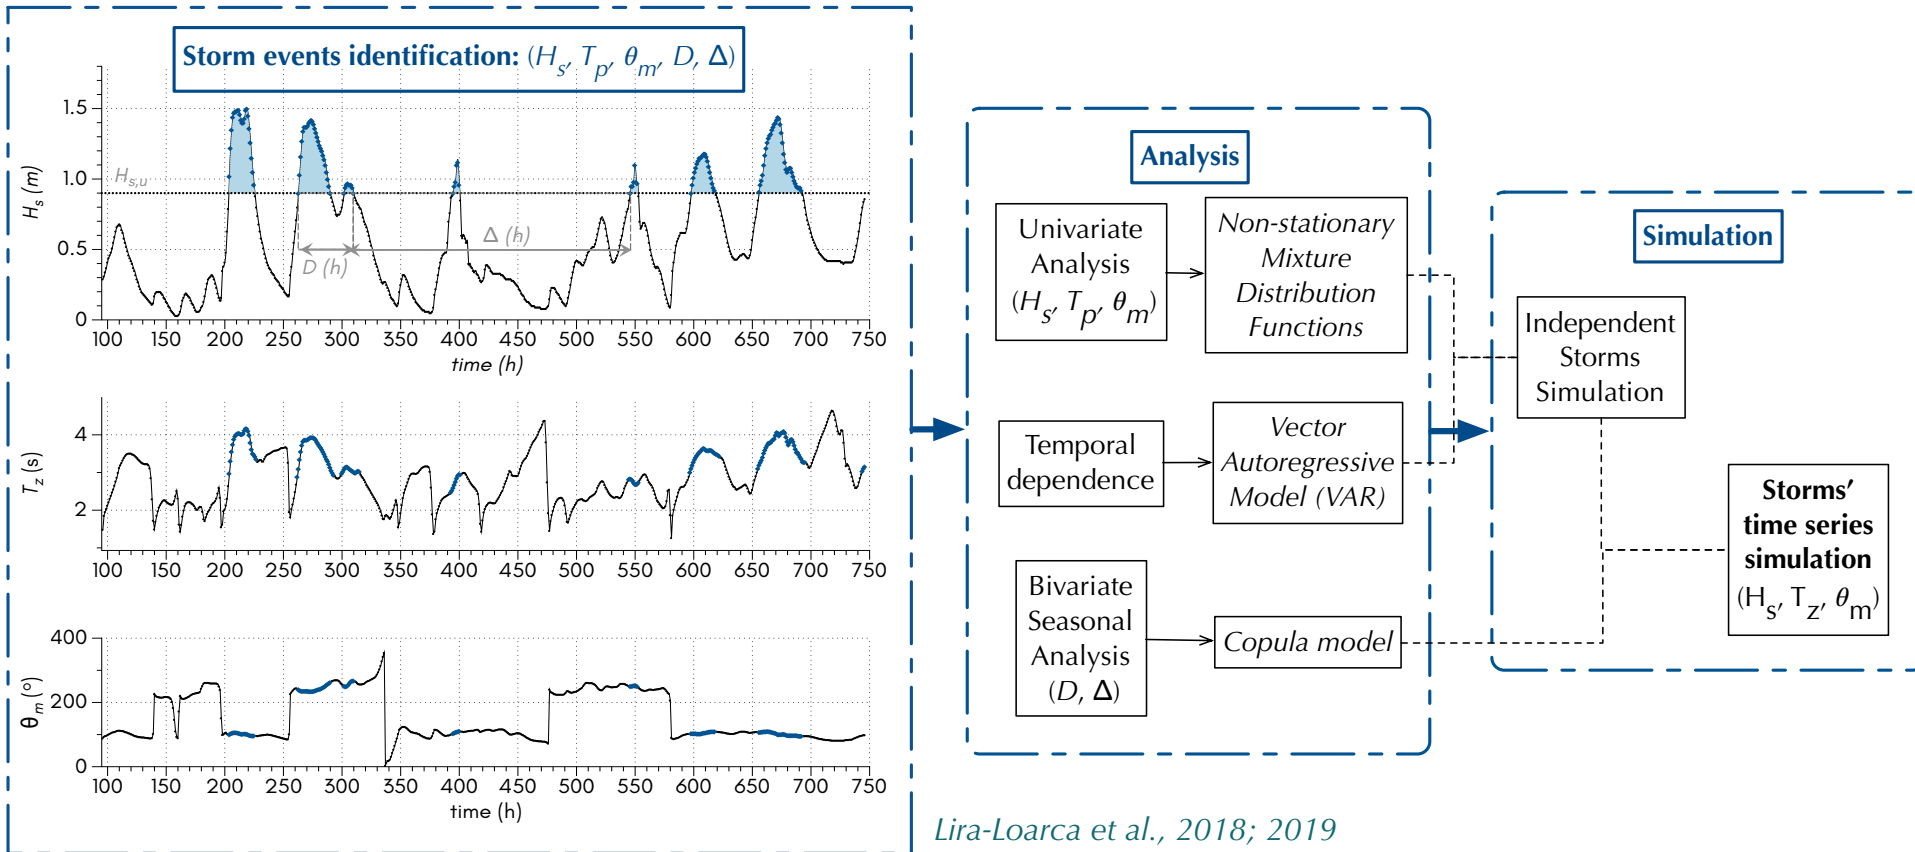 Storm events identification: (Hs, Tp, θm, D, Δ)
1.5
1.0
0.5
0
Hs (m)
Hs,u
D (h)
Δ (h)
100 150 200 250 300 350 400 450 500 550 600 650 700 750
time (h)
4
2
Tz (s)
100 150 200 250 300 350 400 450 500 550 600 650 700 750
400
200
0
θm (°)
100 150 200 250 300 350 400 450 500 550 600 650 700 750
time (h)
Analysis
Univariate
Analysis
(Hs, Tp, θm)
Non-stationary
Mixture
Distribution
Functions
Temporal
dependence
Vector
Autoregressive
Model (VAR)
Bivariate
Seasonal
Analysis
(D, Δ)
Copula model
Simulation
Independent
Storms
Simulation
Storms’
time series
simulation
(Hs, Tz, θm)
Lira-Loarca et al., 2018; 2019